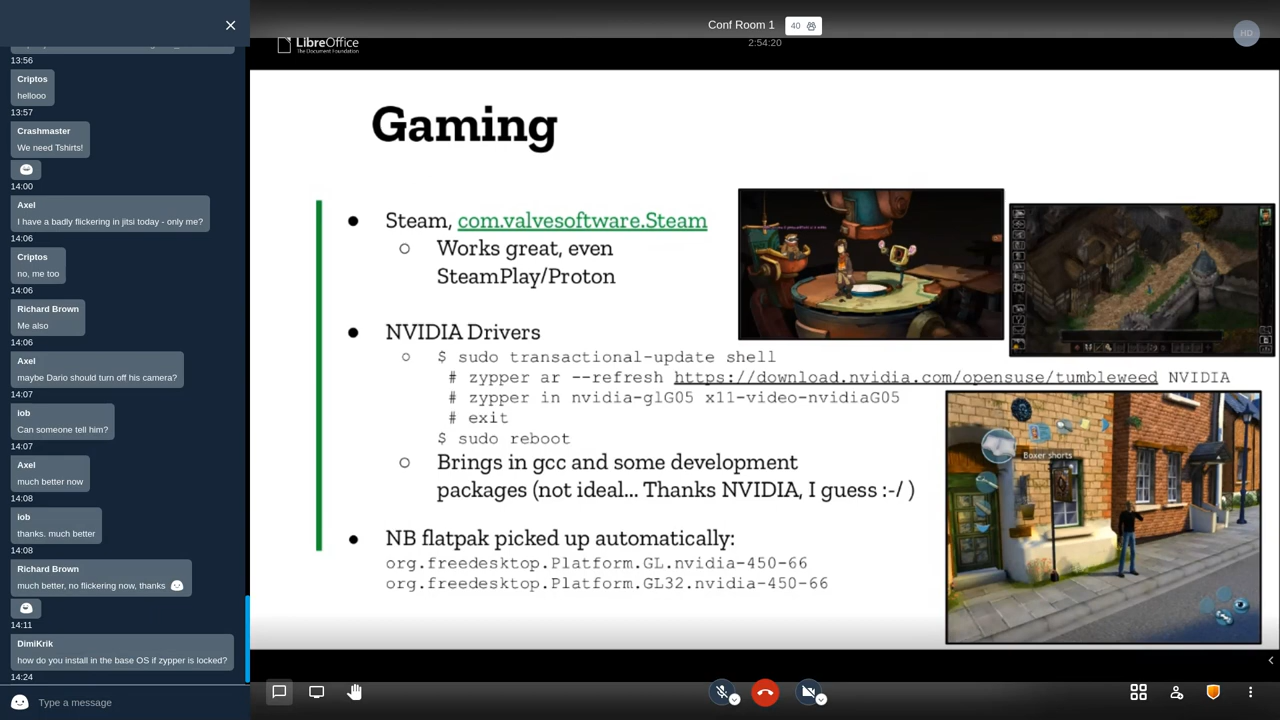 13:56
Criptos
hellooo
13:57
Crashmaster
We need Tshirts!
14:00
Axel
I have a badly flickering in jitsi today - only me?
14:06
Criptos
no, me too
14:06
Richard Brown
Me also
14:06
Axel
maybe Dario should turn off his camera?
14:07
iob
Can someone tell him?
14:07
Axel
much better now
14:08
iob
thanks. much better
14:08
Richard Brown
much better, no flickering now, thanks
14:11
DimiKrik
how do you install in the base OS if zypper is locked?
14:24
Type a message
Conf Room 1
40
2:54:20
HD
LibreOffice
The Document Foundation
Gaming
Steam, com.valvesoftware.Steam
Works great, even
SteamPlay/Proton
NVIDIA Drivers
$ sudo transactional-update shell
# zypper ar --refresh https://download.nvidia.com/opensuse/tumbleweed NVIDIA
# zypper in nvidia-glG05 x11-video-nvidiaG05
# exit
$ sudo reboot
Brings in gcc and some development
packages (not ideal... Thanks NVIDIA, I guess :-/ )
NB flatpak picked up automatically:
org.freedesktop.Platform.GL.nvidia-450-66
org.freedesktop.Platform.GL32.nvidia-450-66
Boxer shorts